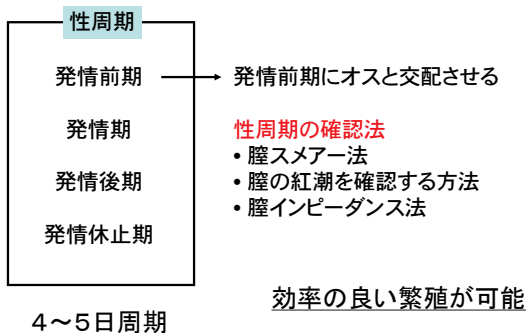 性周期
発情前期
発情前期にオスと交配させる
発情期
性周期の確認法
• 膣スメアー法
発情後期
• 膣の紅潮を確認する方法
• 膣インピーダンス法
発情休止期
効率の良い繁殖が可能
４～５日周期